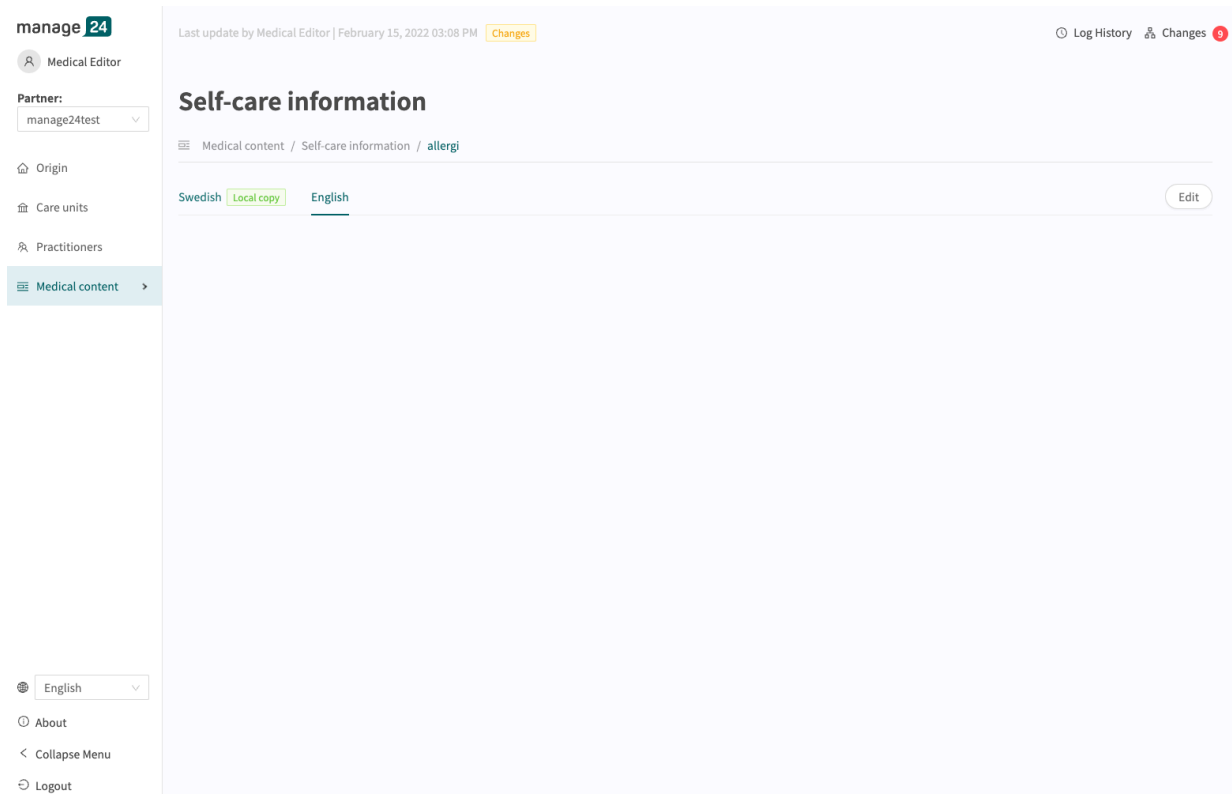 manage 24
Medical Editor
Partner:
manage24test
Origin
Care units
Practitioners
Medical content
English
About
Collapse Menu
Logout
Last update by Medical Editor | February 15, 2022 03:08 PM Changes
Log History Changes 9
Self-care information
Medical content / Self-care information / allergi
Swedish Local copy English Edit